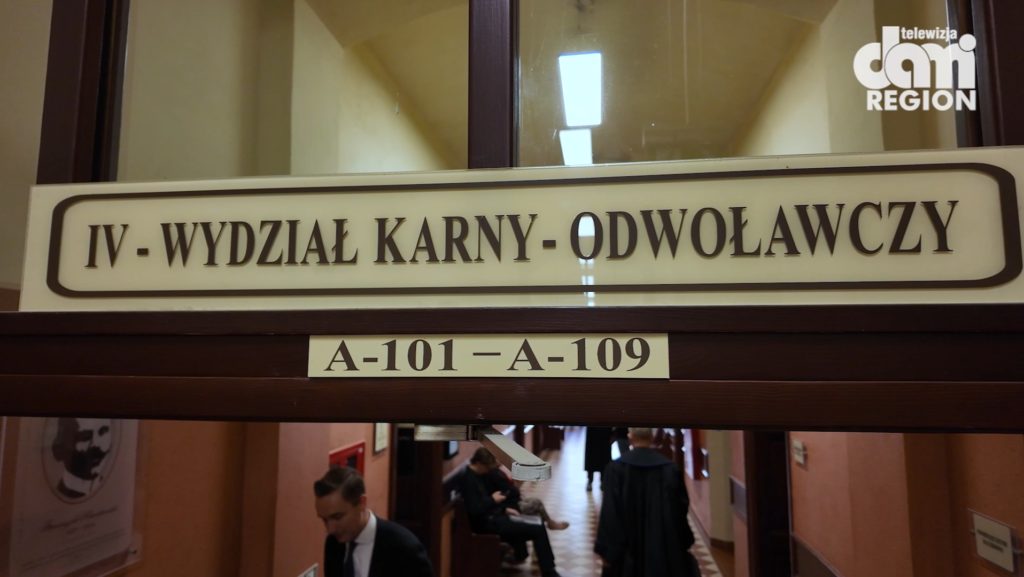 telewizja
dami
REGION
IV - WYDZIAŁ KARNY - ODWOŁAWCZY
A-101 – A-109